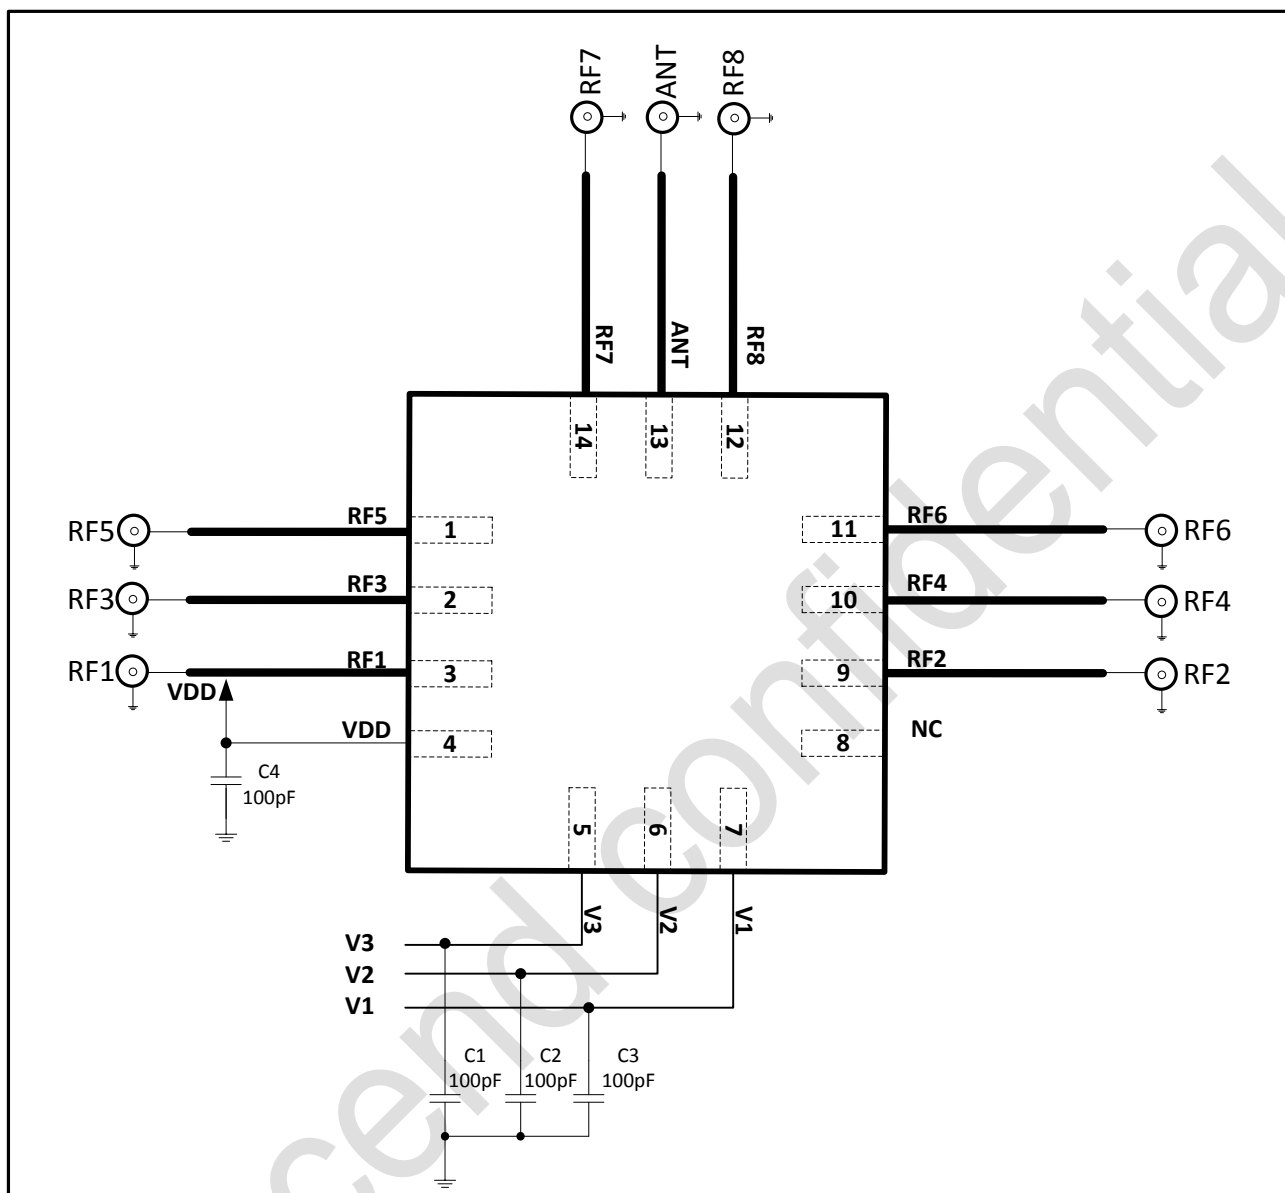 RF7
ANT
RF8
RF7
ANT
RF8
14
13
12
RF5
RF5
1
11
RF6
RF6
RF3
RF3
2
10
RF4
RF4
RF1
RF1
3
9
RF2
RF2
VDD
VDD
4
8
NC
C4
100pF
5
6
7
V3
V2
V1
V3
V2
V1
C1
100pF
C2
100pF
C3
100pF
cend confidential